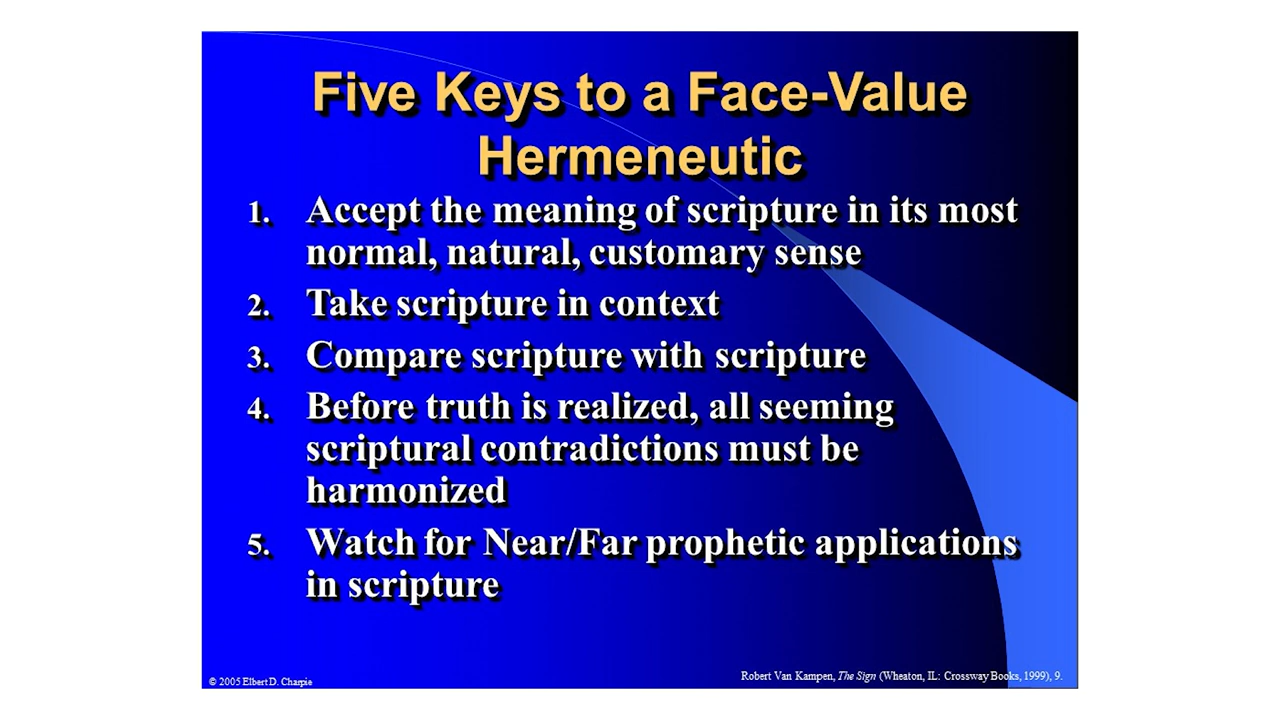 Five Keys to a Face-Value
Hermeneutic
1. Accept the meaning of scripture in its most
normal, natural, customary sense
2. Take scripture in context
3. Compare scripture with scripture
4. Before truth is realized, all seeming
scriptural contradictions must be
harmonized
5. Watch for Near/Far prophetic applications
in scripture
© 2005 Elbert D. Charpie
Robert Van Kampen, The Sign (Wheaton, IL: Crossway Books, 1999), 9.